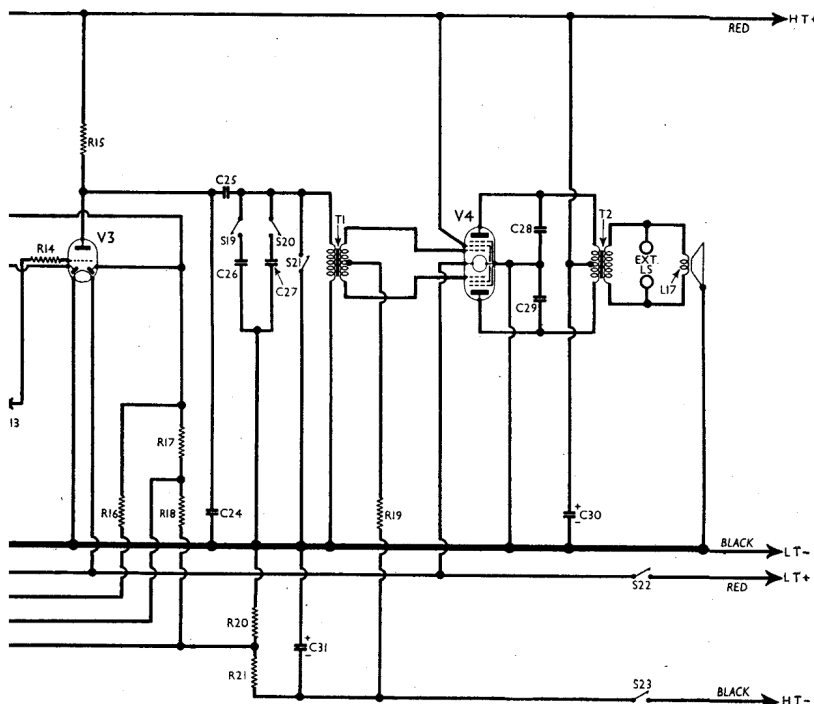 HT+
RED
R15
C25
V3
S19
S20
S21
T1
V4
C28
T2
R14
C26
C27
EXT.
LS
C29
L17
13
R17
R16
R18
C24
R19
+
-
C30
BLACK
LT-
LT+
S22
RED
R20
+
-
C31
R21
S23
BLACK
HT-